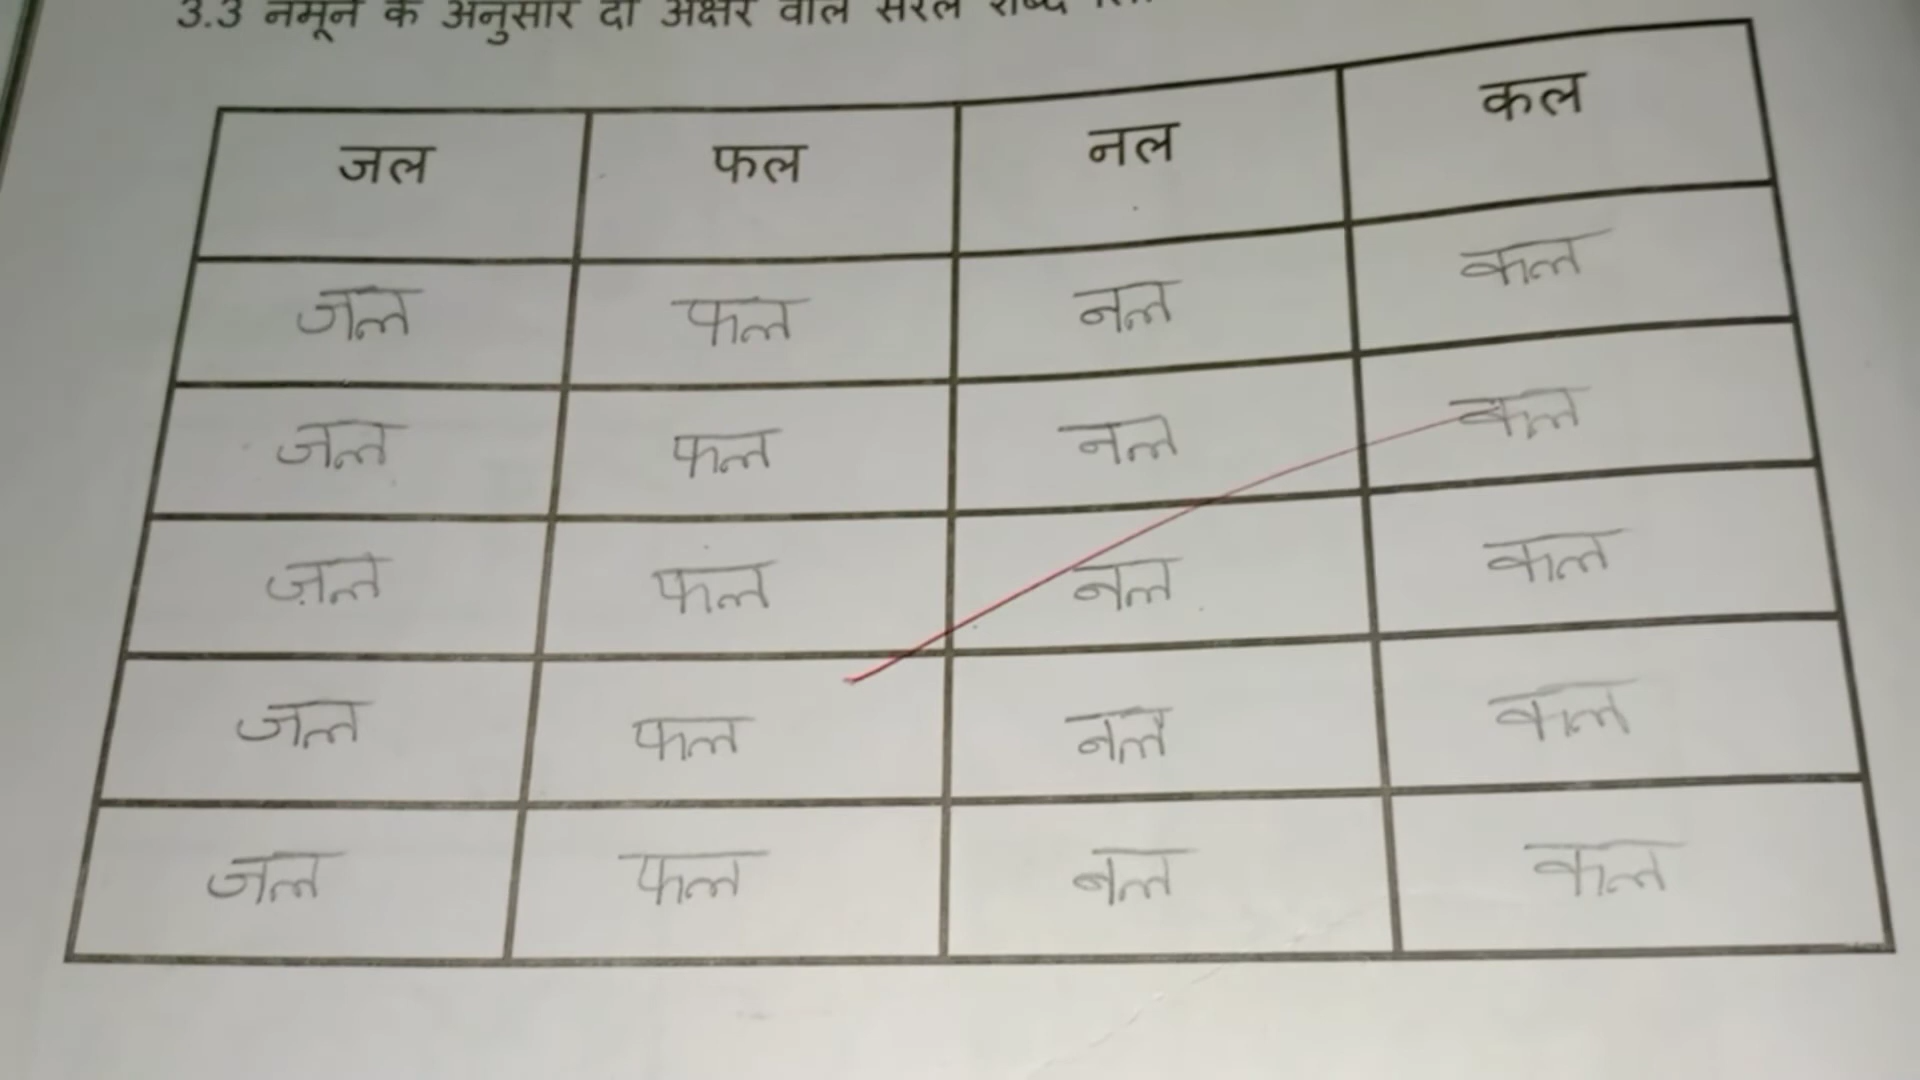 3.3 नमूने के अनुसार दो अक्षर वाले सरल शब्द
जल फल नल कल
जल फल नल कल
जल फल नल कल
जल फल नल कल
जल फल नल कल
जल फल नल कल